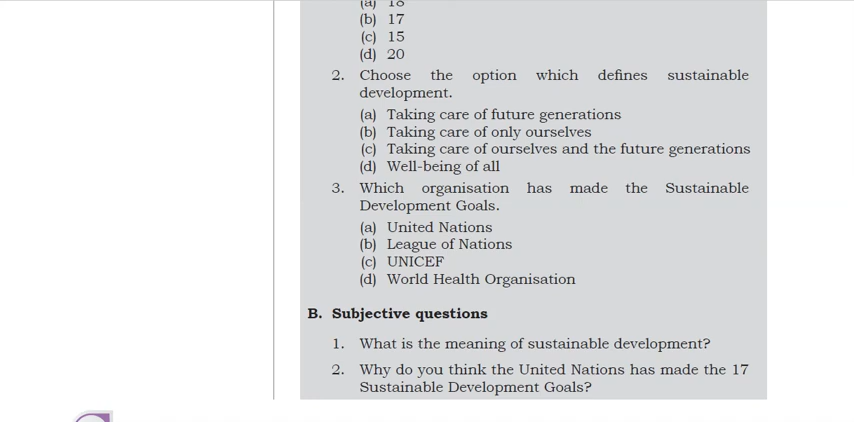 (a) 18
(b) 17
(c) 15
(d) 20
2. Choose the option which defines sustainable
development.
(a) Taking care of future generations
(b) Taking care of only ourselves
(c) Taking care of ourselves and the future generations
(d) Well-being of all
3. Which organisation has made the Sustainable
Development Goals.
(a) United Nations
(b) League of Nations
(c) UNICEF
(d) World Health Organisation
B. Subjective questions
1. What is the meaning of sustainable development?
2. Why do you think the United Nations has made the 17
Sustainable Development Goals?